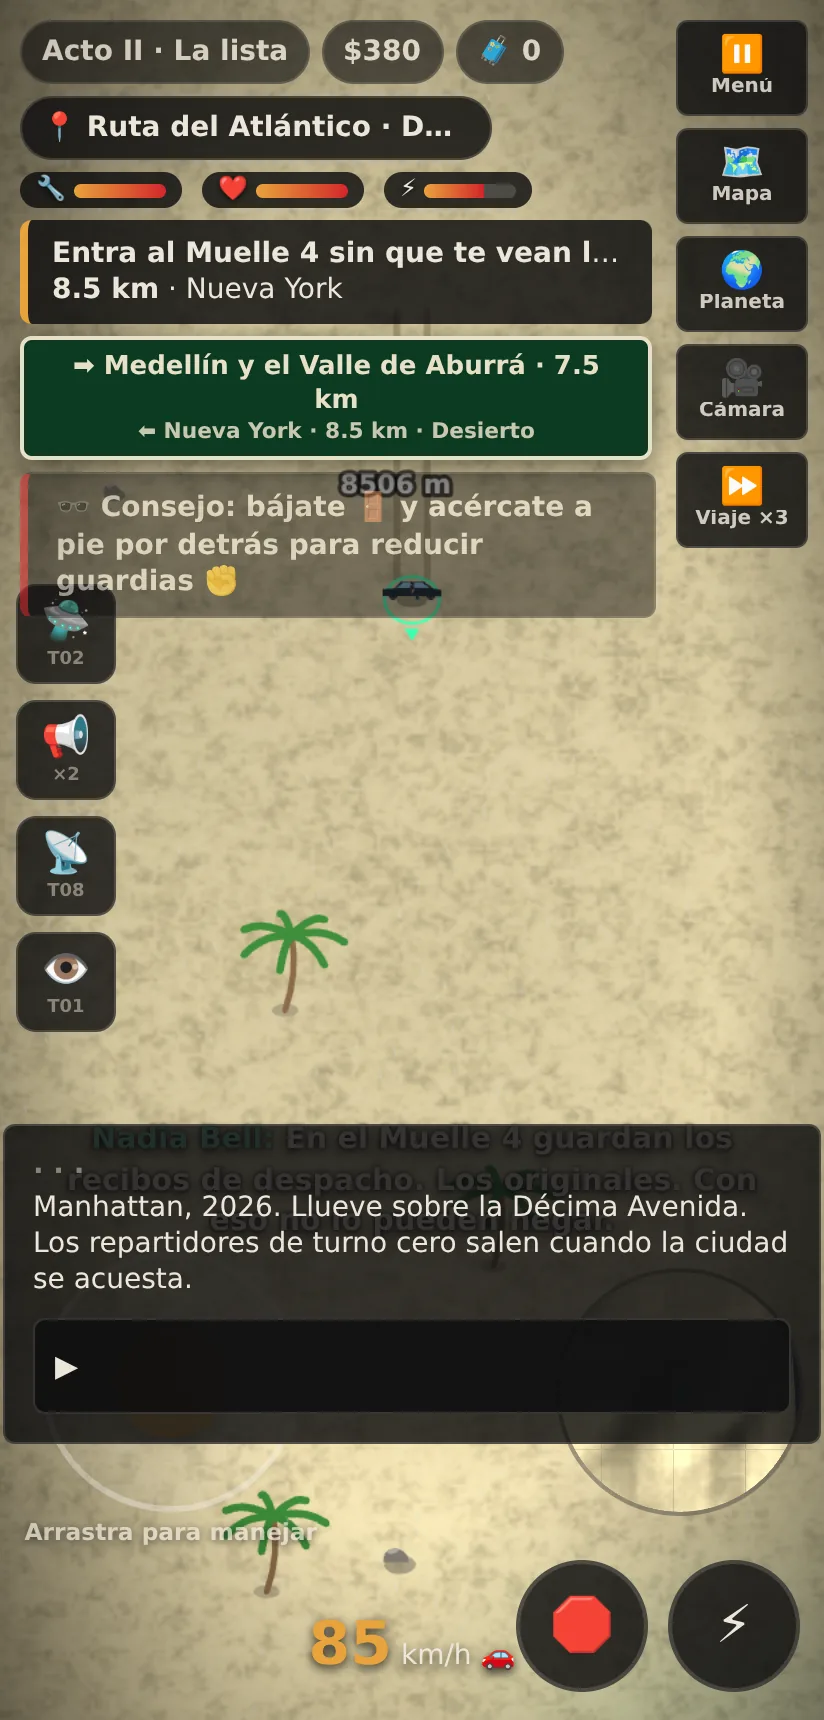 Acto II · La lista
$380
0
Menú
Ruta del Atlántico · D...
Mapa
Entra al Muelle 4 sin que te vean l...
8.5 km · Nueva York
Planeta
➡ Medellín y el Valle de Aburrá · 7.5
km
⬅ Nueva York · 8.5 km · Desierto
Cámara
8506 m
Consejo: bájate y acércate a
pie por detrás para reducir
guardias
Viaje ×3
T02
×2
T08
T01
Nadia Bell: En el Muelle 4 guardan los
recibos de despacho. Los originales. Con
eso no lo pueden negar.
...
Manhattan, 2026. Llueve sobre la Décima Avenida.
Los repartidores de turno cero salen cuando la ciudad
se acuesta.
Arrastra para manejar
85 km/h